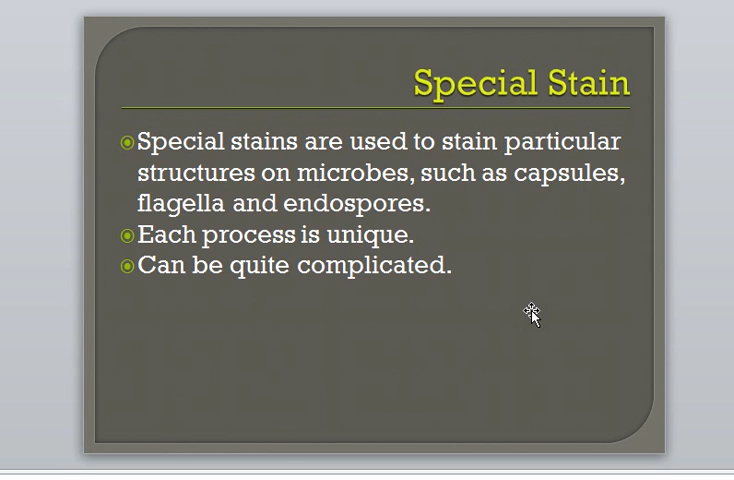 Special Stain
Special stains are used to stain particular
structures on microbes, such as capsules,
flagella and endospores.
Each process is unique.
Can be quite complicated.